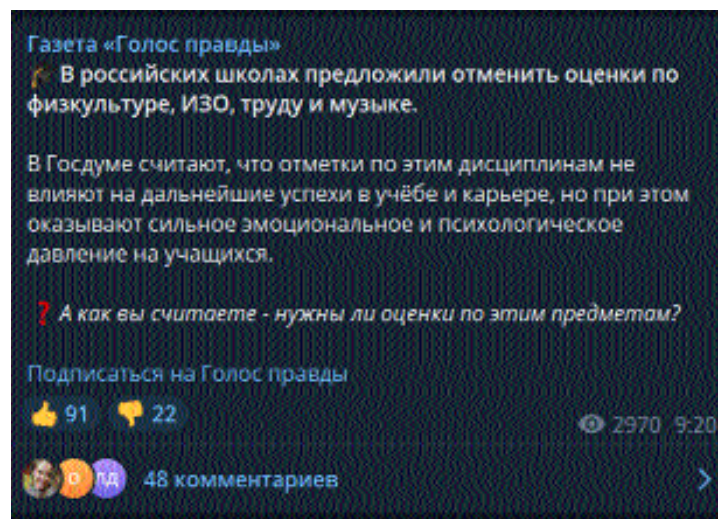 Газета «Голос правды»
🎓 В российских школах предложили отменить оценки по
физкультуре, ИЗО, труду и музыке.
В Госдуме считают, что отметки по этим дисциплинам не
влияют на дальнейшие успехи в учёбе и карьере, но при этом
оказывают сильное эмоциональное и психологическое
давление на учащихся.
❓ А как вы считаете - нужны ли оценки по этим предметам?
Подписаться на Голос правды
👍 91 👎 22
2970 9:20
О ЛД 48 комментариев